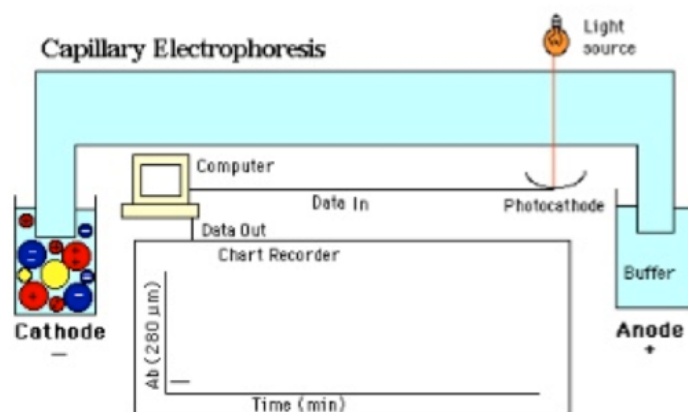 Capillary Electrophoresis
Light
source
Computer
Data In
Photocathode
Data Out
Chart Recorder
Buffer
Cathode
–
Anode
+
Ab (280 µm)
Time (min)